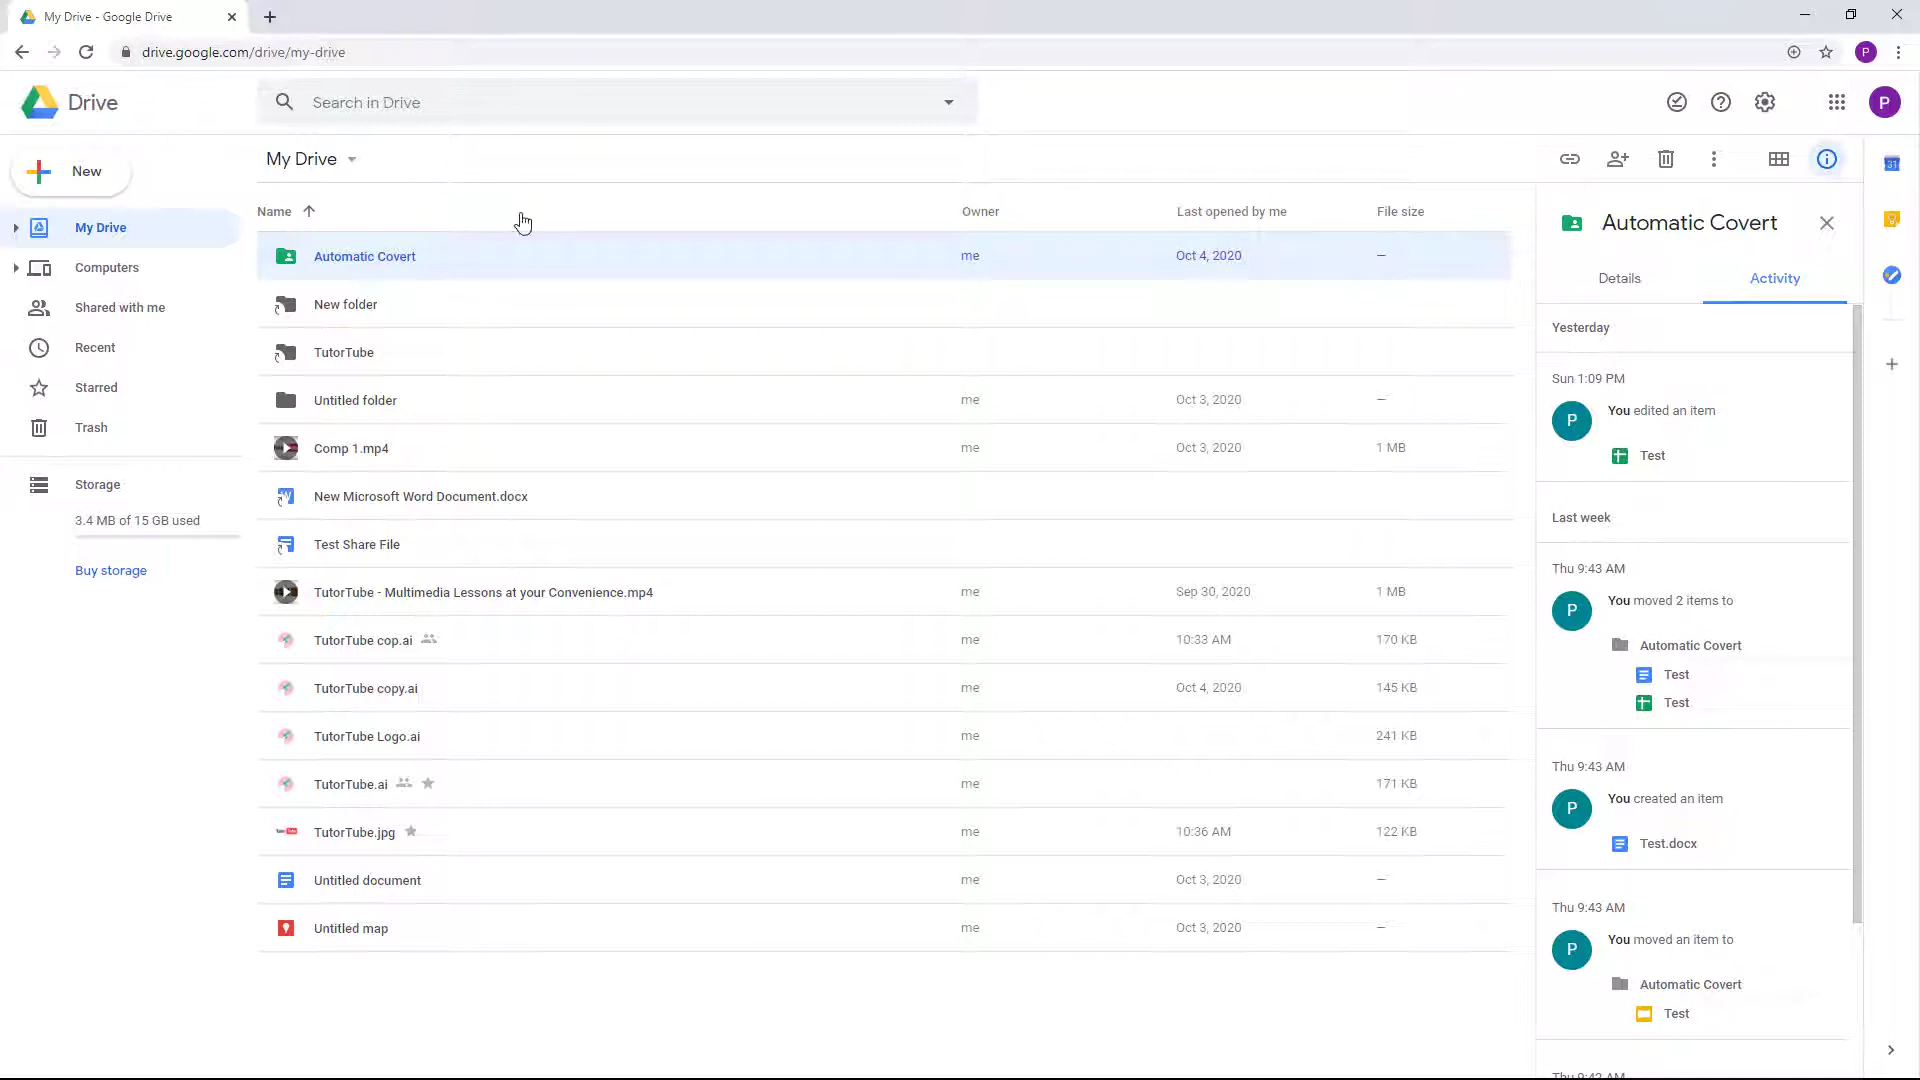 My Drive - Google Drive
drive.google.com/drive/my-drive
P
Drive
Search in Drive
P
New
My Drive
Computers
Shared with me
Recent
Starred
Trash
Storage
3.4 MB of 15 GB used
Buy storage
My Drive
Name Owner Last opened by me File size
Automatic Covert me Oct 4, 2020 —
New folder
TutorTube
Untitled folder me Oct 3, 2020 —
Comp 1.mp4 me Oct 3, 2020 1 MB
New Microsoft Word Document.docx
Test Share File
TutorTube - Multimedia Lessons at your Convenience.mp4 me Sep 30, 2020 1 MB
TutorTube cop.ai me 10:33 AM 170 KB
TutorTube copy.ai me Oct 4, 2020 145 KB
TutorTube Logo.ai me 241 KB
TutorTube.ai me 171 KB
TutorTube.jpg me 10:36 AM 122 KB
Untitled document me Oct 3, 2020 —
Untitled map me Oct 3, 2020 —
Automatic Covert
Details Activity
Yesterday
Sun 1:09 PM
P You edited an item
Test
Last week
Thu 9:43 AM
P You moved 2 items to
Automatic Covert
Test
Test
Thu 9:43 AM
P You created an item
Test.docx
Thu 9:43 AM
P You moved an item to
Automatic Covert
Test
31